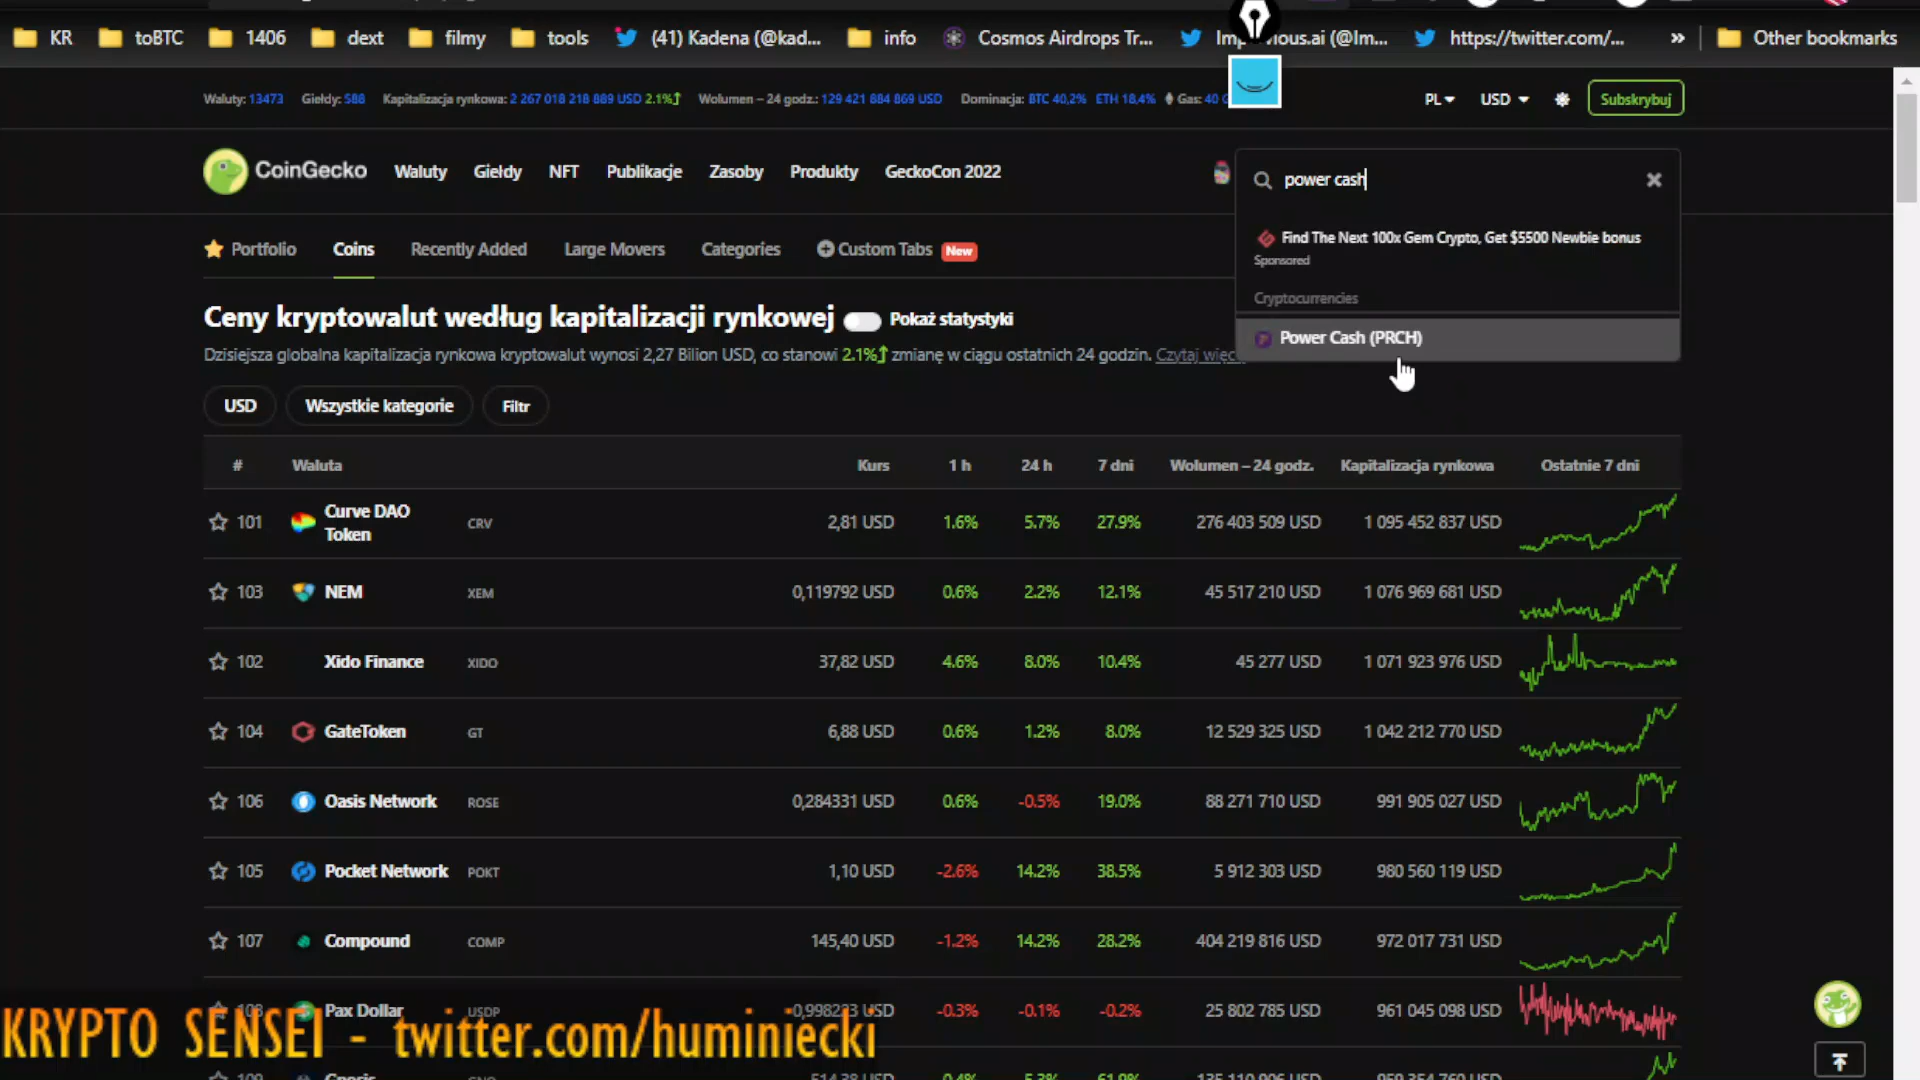 KR toBTC 1406 dext filmy tools (41) Kadena (@kad... info Cosmos Airdrops Tr... https://twitter.com/... » Other bookmarks
Waluty: 13473 Giełdy: 588 Kapitalizacja rynkowa: 2 267 018 218 889 USD 2.1% Wolumen – 24 godz.: 129 421 884 869 USD Dominacja: BTC 40,2% ETH 18,4% Gas: 40 PL USD Subskrybuj
CoinGecko Waluty Giełdy NFT Publikacje Zasoby Produkty GeckoCon 2022
power cash
Find The Next 100x Gem Crypto, Get $5500 Newbie bonus
Sponsored
Cryptocurrencies
Power Cash (PRCH)
Portfolio Coins Recently Added Large Movers Categories Custom Tabs New
Ceny kryptowalut według kapitalizacji rynkowej Pokaż statystyki
Dzisiejsza globalna kapitalizacja rynkowa kryptowalut wynosi 2,27 Bilion USD, co stanowi 2.1% zmianę w ciągu ostatnich 24 godzin. Czytaj więcej
USD Wszystkie kategorie Filtr
# Waluta Kurs 1 h 24 h 7 dni Wolumen – 24 godz. Kapitalizacja rynkowa Ostatnie 7 dni
101 Curve DAO Token CRV 2,81 USD 1.6% 5.7% 27.9% 276 403 509 USD 1 095 452 837 USD
103 NEM XEM 0,119792 USD 0.6% 2.2% 12.1% 45 517 210 USD 1 076 969 681 USD
102 Xido Finance XIDO 37,82 USD 4.6% 8.0% 10.4% 45 277 USD 1 071 923 976 USD
104 GateToken GT 6,88 USD 0.6% 1.2% 8.0% 12 529 325 USD 1 042 212 770 USD
106 Oasis Network ROSE 0,284331 USD 0.6% -0.5% 19.0% 88 271 710 USD 991 905 027 USD
105 Pocket Network POKT 1,10 USD -2.6% 14.2% 38.5% 5 912 303 USD 980 560 119 USD
107 Compound COMP 145,40 USD -1.2% 14.2% 28.2% 404 219 816 USD 972 017 731 USD
108 Pax Dollar USDP 0,998233 USD -0.3% -0.1% -0.2% 25 802 785 USD 961 045 098 USD
KRYPTO SENSEI - twitter.com/huminiecki